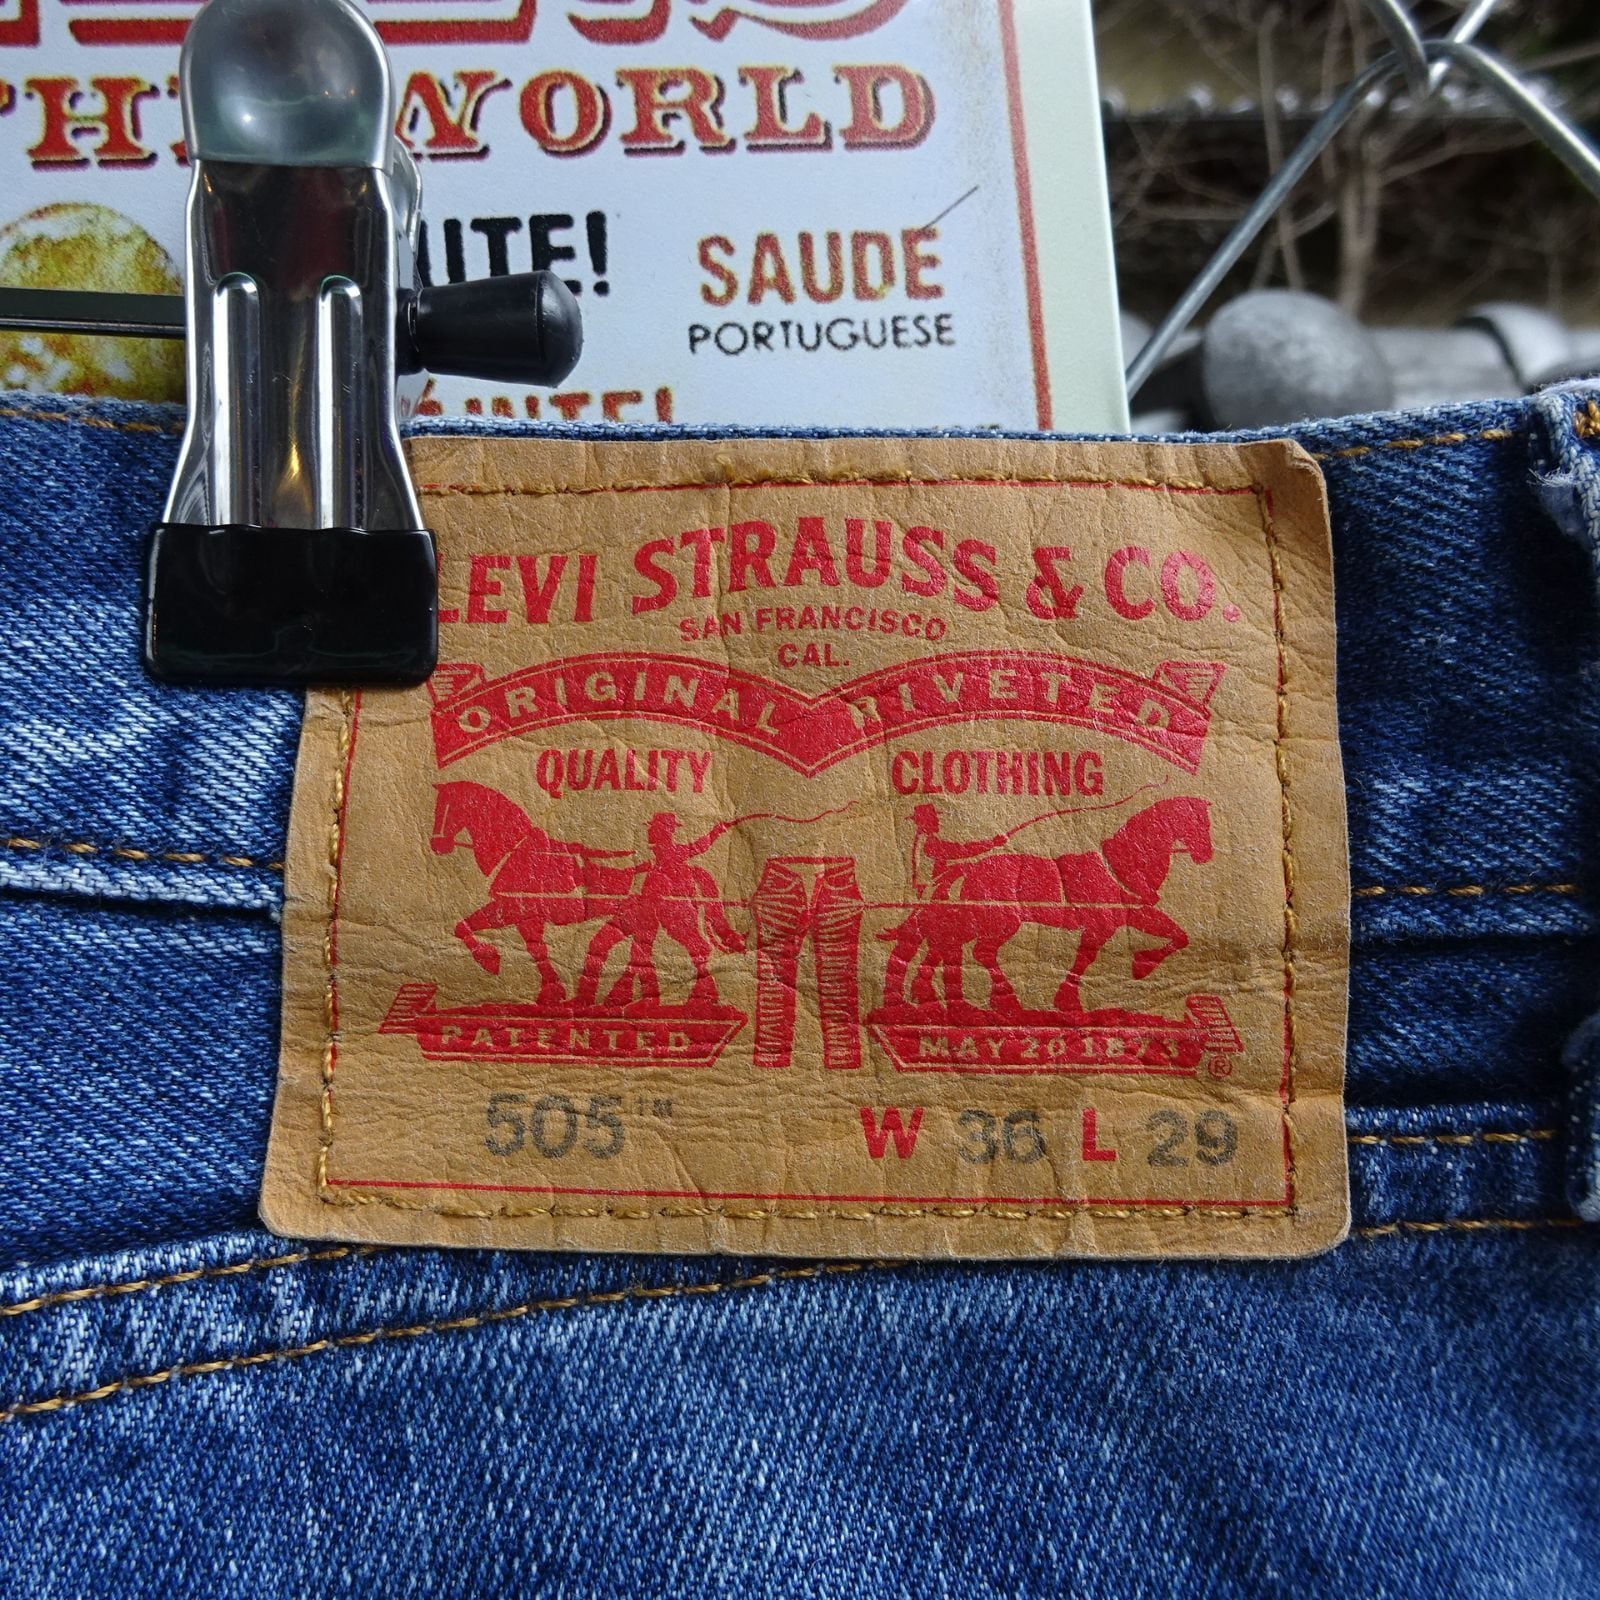 WORLD
SAUDE
PORTUGUESE
LEVI STRAUSS & CO.
SAN FRANCISCO
CAL.
ORIGINAL RIVETED
QUALITY CLOTHING
PATENTED MAY 20 1873
®
505™ W 36 L 29